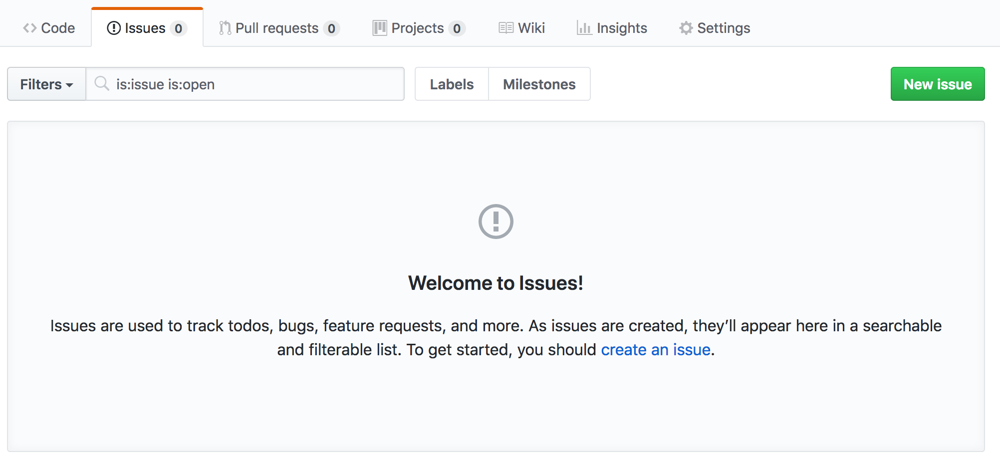 Code Issues 0 Pull requests 0 Projects 0 Wiki Insights Settings
Filters is:issue is:open Labels Milestones New issue
Welcome to Issues!
Issues are used to track todos, bugs, feature requests, and more. As issues are created, they’ll appear here in a searchable
and filterable list. To get started, you should create an issue.